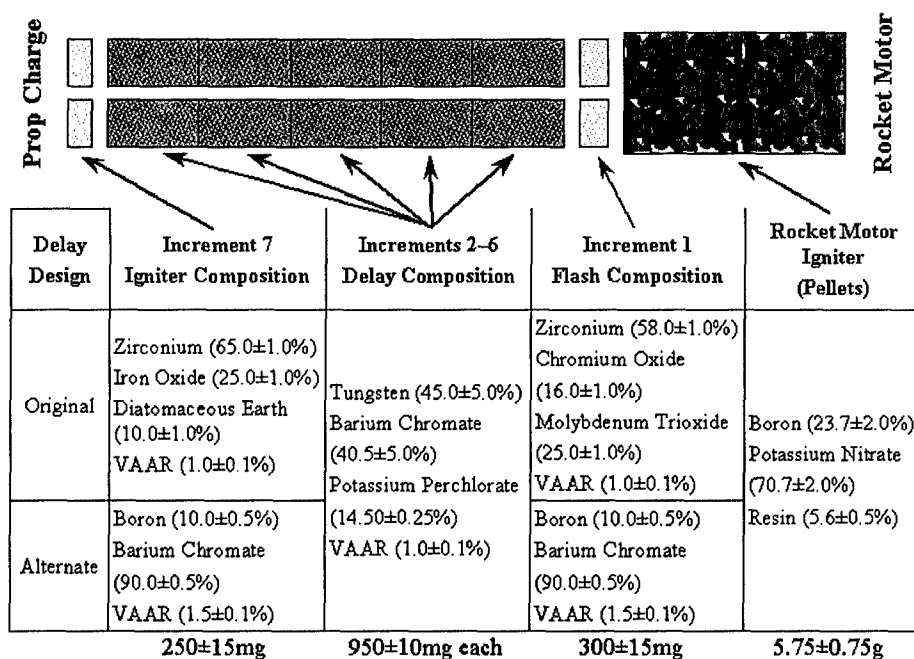 Prop Charge
Rocket Motor
Delay
Design
Increment 7
Igniter Composition
Increments 2–6
Delay Composition
Increment 1
Flash Composition
Rocket Motor
Igniter
(Pellets)
Original
Zirconium (65.0±1.0%)
Iron Oxide (25.0±1.0%)
Diatomaceous Earth
(10.0±1.0%)
VAAR (1.0±0.1%)
Tungsten (45.0±5.0%)
Barium Chromate
(40.5±5.0%)
Potassium Perchlorate
(14.50±0.25%)
VAAR (1.0±0.1%)
Zirconium (58.0±1.0%)
Chromium Oxide
(16.0±1.0%)
Molybdenum Trioxide
(25.0±1.0%)
VAAR (1.0±0.1%)
Boron (23.7±2.0%)
Potassium Nitrate
(70.7±2.0%)
Resin (5.6±0.5%)
Alternate
Boron (10.0±0.5%)
Barium Chromate
(90.0±0.5%)
VAAR (1.5±0.1%)
Boron (10.0±0.5%)
Barium Chromate
(90.0±0.5%)
VAAR (1.5±0.1%)
250±15mg
950±10mg each
300±15mg
5.75±0.75g